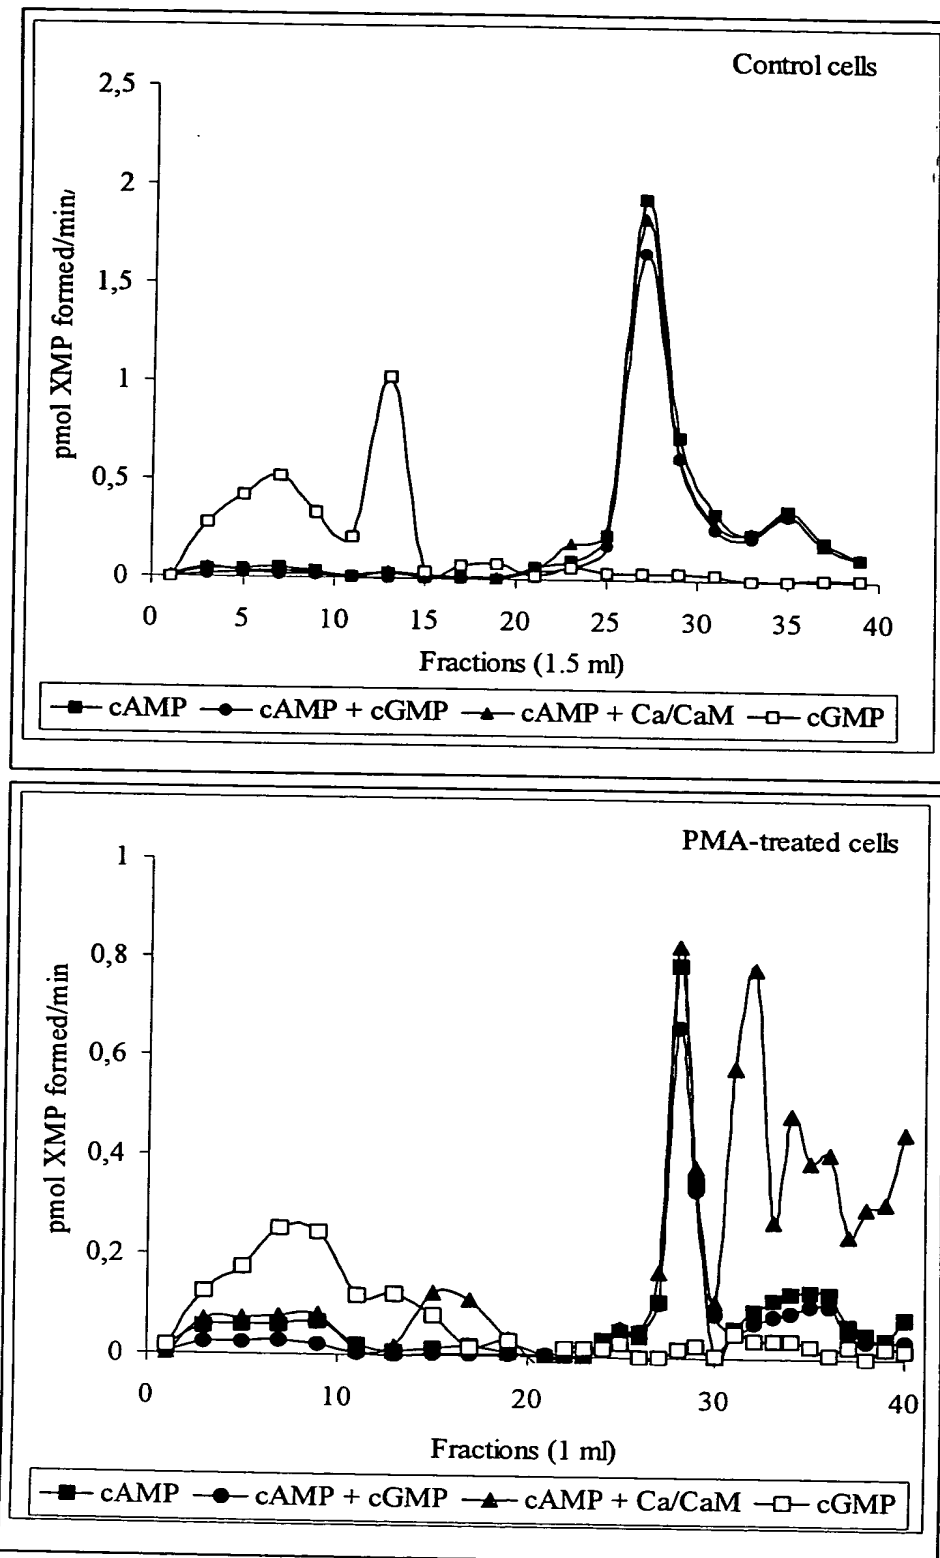 Control cells
2,5
2
1,5
1
0,5
0
pmol XMP formed/min
0 5 10 15 20 25 30 35 40
Fractions (1.5 ml)
cAMP cAMP + cGMP cAMP + Ca/CaM cGMP
PMA-treated cells
1
0,8
0,6
0,4
0,2
0
pmol XMP formed/min
0 10 20 30 40
Fractions (1 ml)
cAMP cAMP + cGMP cAMP + Ca/CaM cGMP